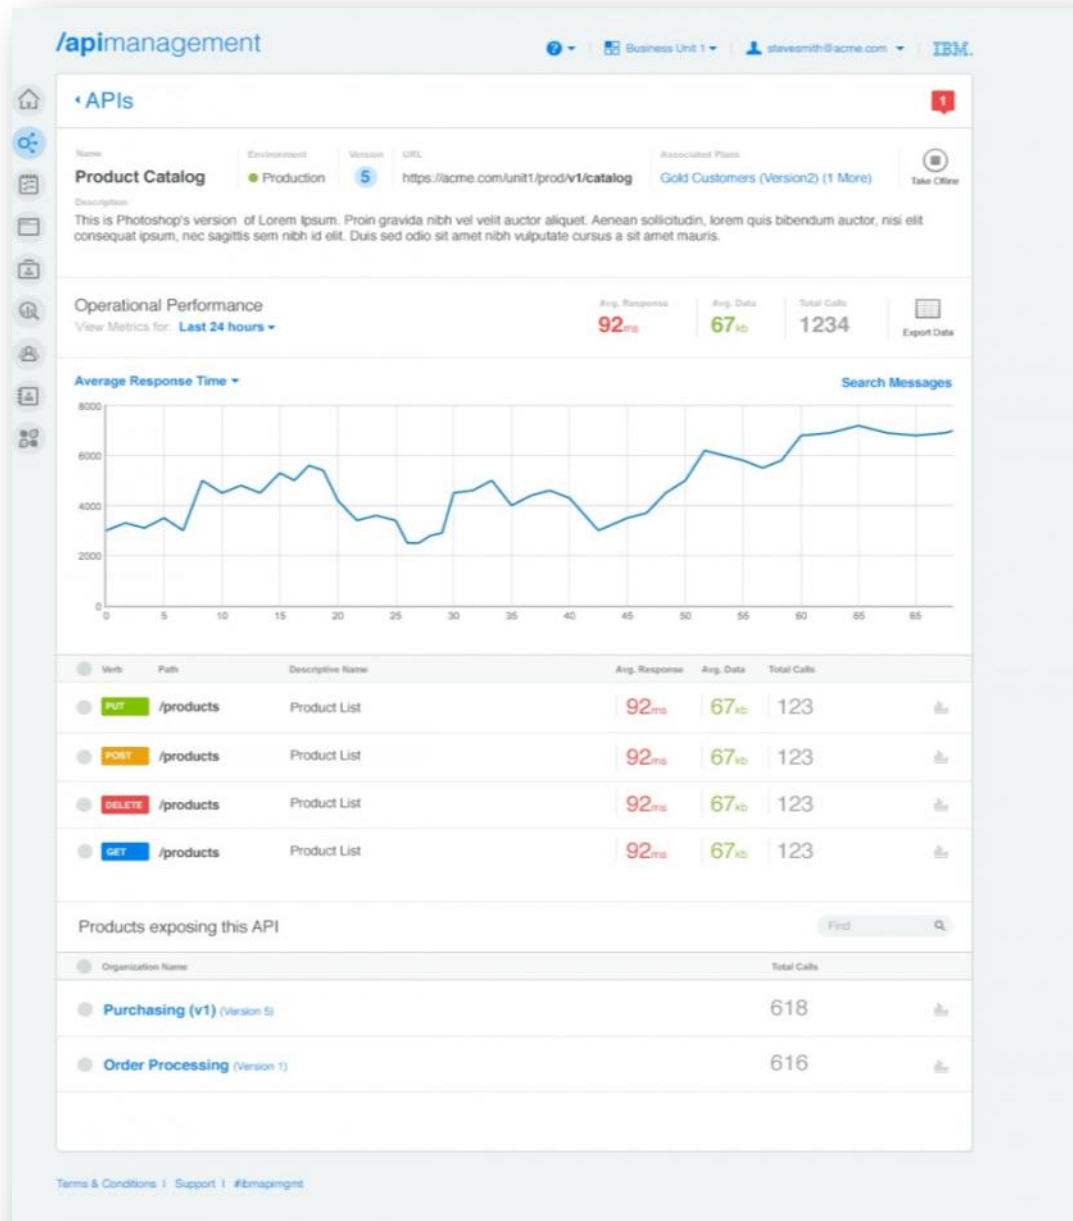 /apimanagement
? Business Unit 1 stevesmith@acme.com IBM.
APIs 1
Name Environment Version URL Associated Plans
Product Catalog Production 5 https://acme.com/unit1/prod/v1/catalog Gold Customers (Version2) (1 More) Take Offline
Description
This is Photoshop's version of Lorem Ipsum. Proin gravida nibh vel velit auctor aliquet. Aenean sollicitudin, lorem quis bibendum auctor, nisi elit
consequat ipsum, nec sagittis sem nibh id elit. Duis sed odio sit amet nibh vulputate cursus a sit amet mauris.
Operational Performance Avg. Response Avg. Data Total Calls
View Metrics for: Last 24 hours 92ms 67kb 1234 Export Data
Average Response Time Search Messages
8000
6000
4000
2000
0
0 5 10 15 20 25 30 35 40 45 50 55 60 65 65
Verb Path Descriptive Name Avg. Response Avg. Data Total Calls
PUT /products Product List 92ms 67kb 123
POST /products Product List 92ms 67kb 123
DELETE /products Product List 92ms 67kb 123
GET /products Product List 92ms 67kb 123
Products exposing this API Find
Organization Name Total Calls
Purchasing (v1) (Version 5) 618
Order Processing (Version 1) 616
Terms & Conditions | Support | #ibmapimgmt